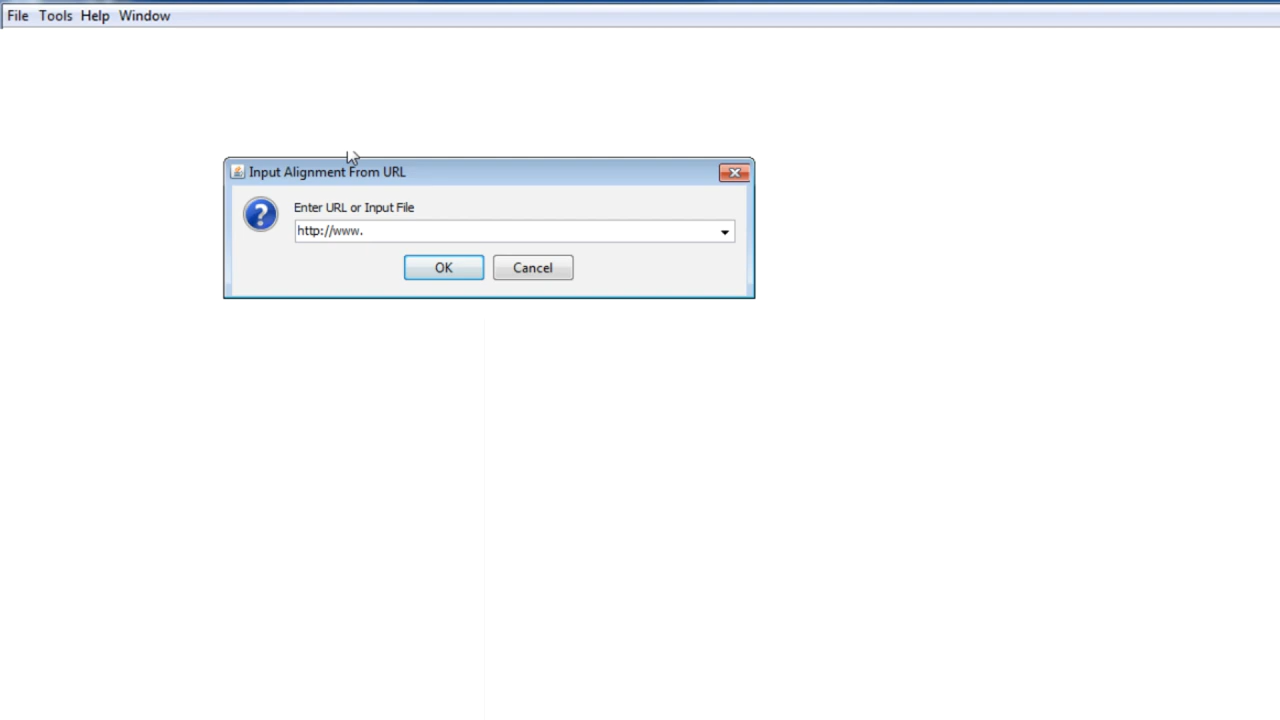 File Tools Help Window
Input Alignment From URL
Enter URL or Input File
http://www.
OK Cancel